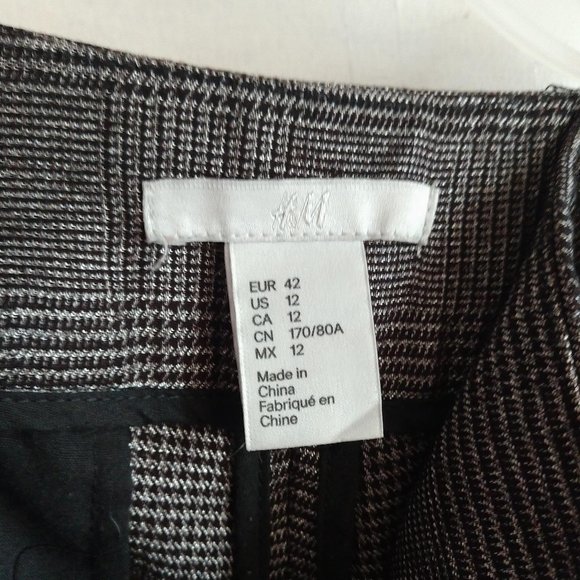 H&M
EUR 42
US 12
CA 12
CN 170/80A
MX 12
Made in
China
Fabriqué en
Chine